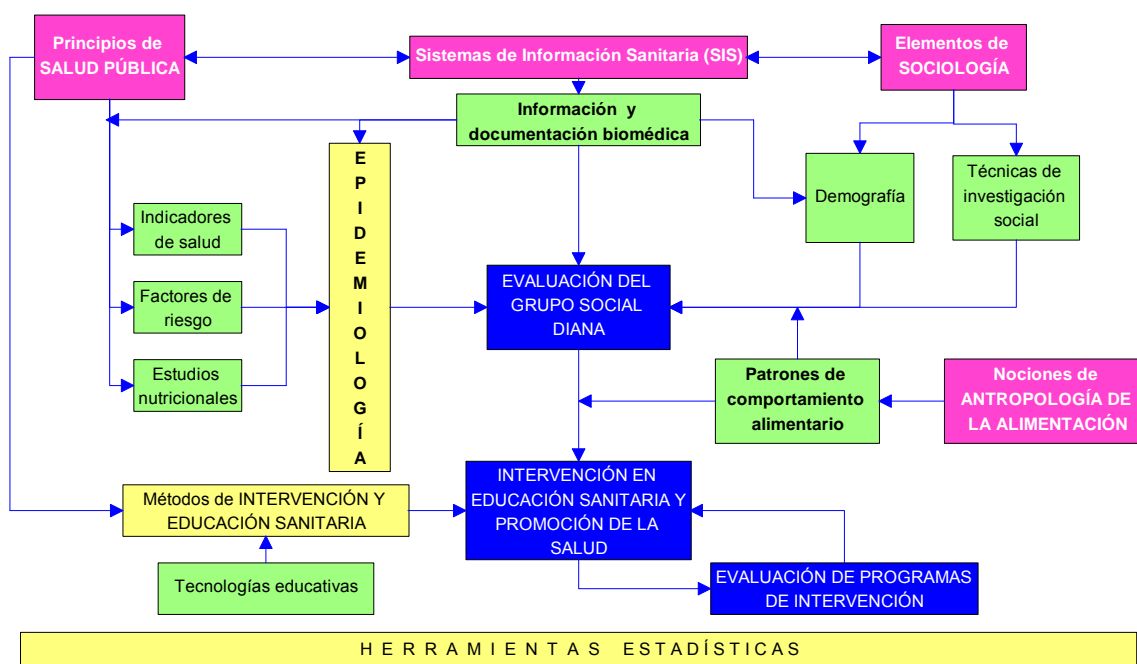 Principios de
SALUD PÚBLICA
Sistemas de Información Sanitaria (SIS)
Elementos de
SOCIOLOGÍA
Información y
documentación biomédica
EPIDEMIOLOGÍA
Demografía
Técnicas de
investigación
social
Indicadores
de salud
Factores de
riesgo
Estudios
nutricionales
EVALUACIÓN DEL
GRUPO SOCIAL
DIANA
Patrones de
comportamiento
alimentario
Nociones de
ANTROPOLOGÍA DE
LA ALIMENTACIÓN
Métodos de INTERVENCIÓN Y
EDUCACIÓN SANITARIA
INTERVENCIÓN EN
EDUCACIÓN SANITARIA Y
PROMOCIÓN DE LA
SALUD
Tecnologías educativas
EVALUACIÓN DE PROGRAMAS
DE INTERVENCIÓN
HERRAMIENTAS ESTADÍSTICAS